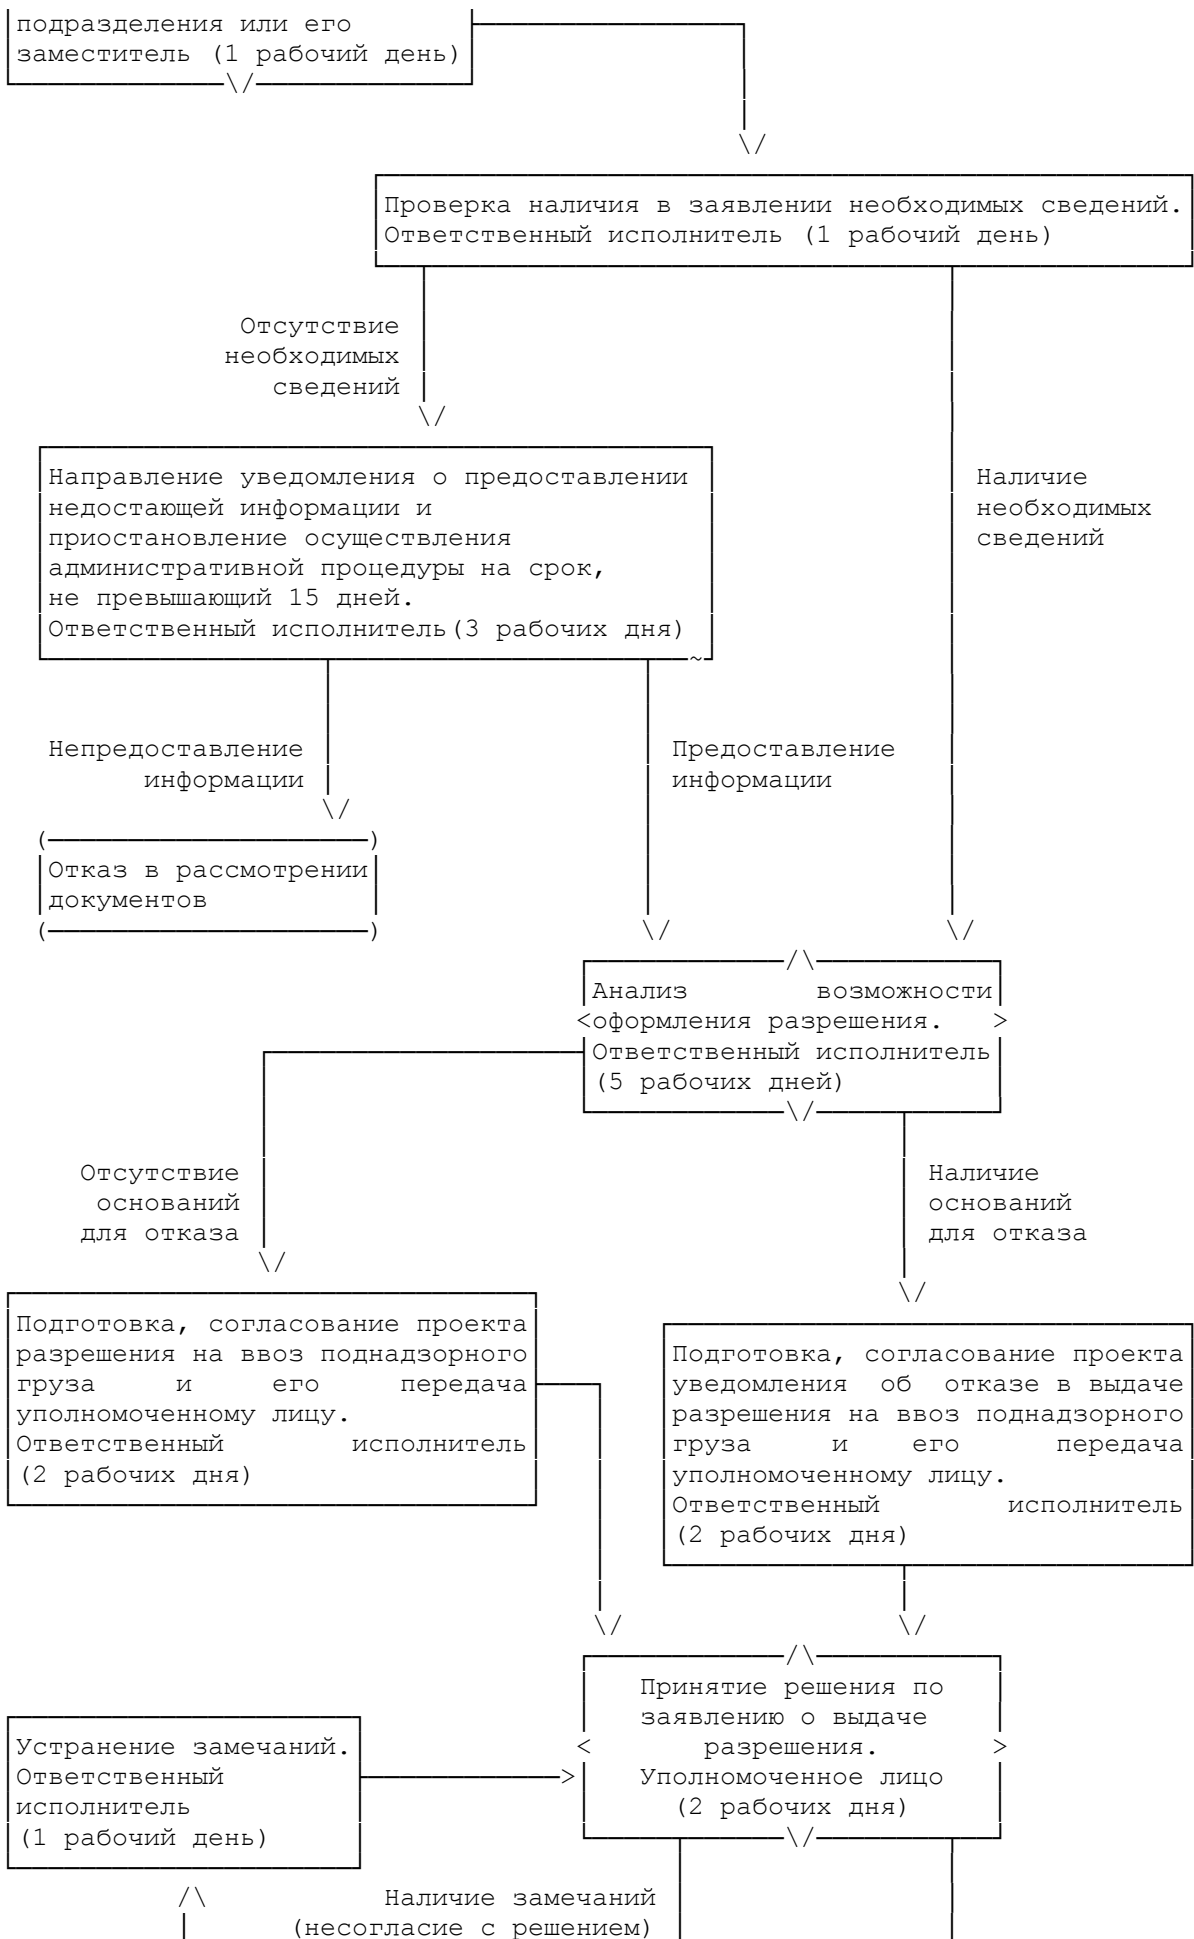 подразделения или его
заместитель (1 рабочий день)
Проверка наличия в заявлении необходимых сведений.
Ответственный исполнитель (1 рабочий день)
Отсутствие
необходимых
сведений
Направление уведомления о предоставлении
недостающей информации и
приостановление осуществления
административной процедуры на срок,
не превышающий 15 дней.
Ответственный исполнитель(3 рабочих дня)
Наличие
необходимых
сведений
Непредоставление
информации
Предоставление
информации
Отказ в рассмотрении
документов
Анализ возможности
оформления разрешения.
Ответственный исполнитель
(5 рабочих дней)
Отсутствие
оснований
для отказа
Наличие
оснований
для отказа
Подготовка, согласование проекта
разрешения на ввоз поднадзорного
груза и его передача
уполномоченному лицу.
Ответственный исполнитель
(2 рабочих дня)
Подготовка, согласование проекта
уведомления об отказе в выдаче
разрешения на ввоз поднадзорного
груза и его передача
уполномоченному лицу.
Ответственный исполнитель
(2 рабочих дня)
Принятие решения по
заявлению о выдаче
разрешения.
Уполномоченное лицо
(2 рабочих дня)
Устранение замечаний.
Ответственный
исполнитель
(1 рабочий день)
Наличие замечаний
(несогласие с решением)